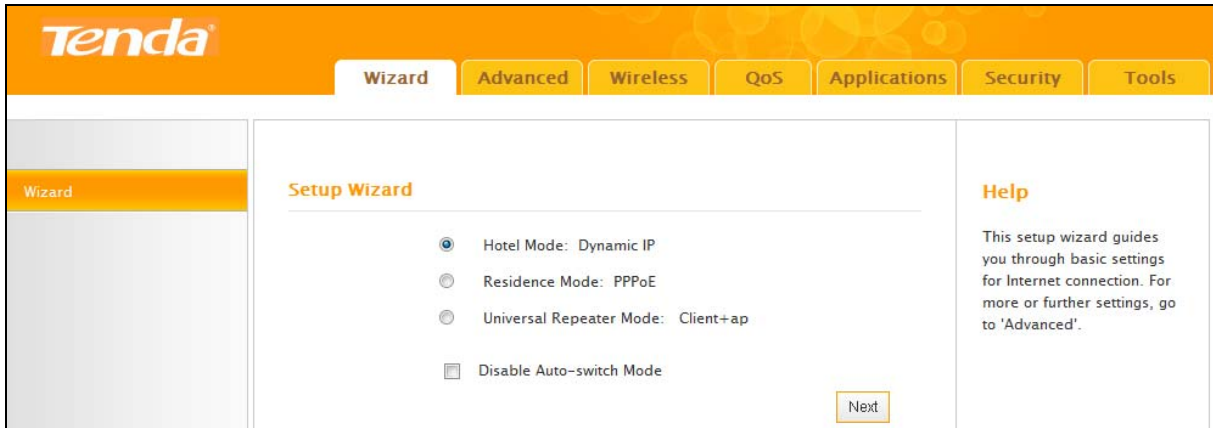 Tenda
Wizard Advanced Wireless QoS Applications Security Tools
Wizard
Setup Wizard
Hotel Mode: Dynamic IP
Residence Mode: PPPoE
Universal Repeater Mode: Client+ap
Disable Auto-switch Mode
Next
Help
This setup wizard guides
you through basic settings
for Internet connection. For
more or further settings, go
to 'Advanced'.